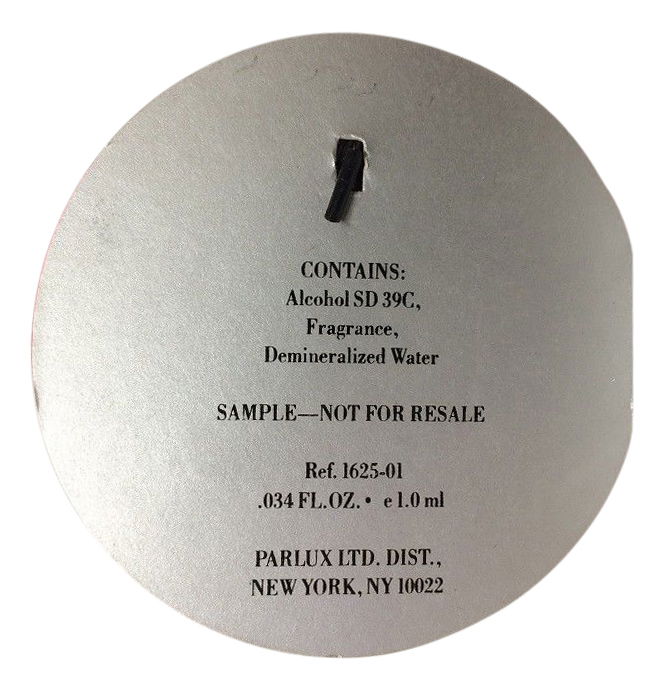 CONTAINS:
Alcohol SD 39C,
Fragrance,
Demineralized Water
SAMPLE—NOT FOR RESALE
Ref. 1625-01
.034 FL.OZ. • e 1.0 ml
PARLUX LTD. DIST.,
NEW YORK, NY 10022